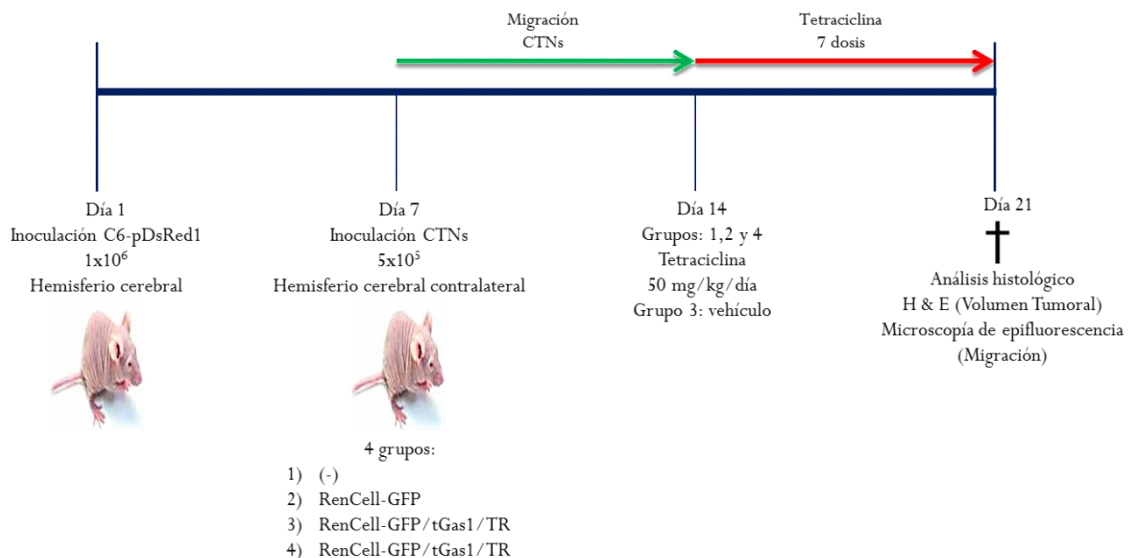 Migración
CTNs
Tetraciclina
7 dosis
Día 1
Inoculación C6-pDsRed1
1x10⁶
Hemisferio cerebral
Día 7
Inoculación CTNs
5x10⁵
Hemisferio cerebral contralateral
Día 14
Grupos: 1,2 y 4
Tetraciclina
50 mg/kg/día
Grupo 3: vehículo
Día 21
Análisis histológico
H & E (Volumen Tumoral)
Microscopía de epifluorescencia
(Migración)
4 grupos:
1) (-)
2) RenCell-GFP
3) RenCell-GFP/tGas1/TR
4) RenCell-GFP/tGas1/TR